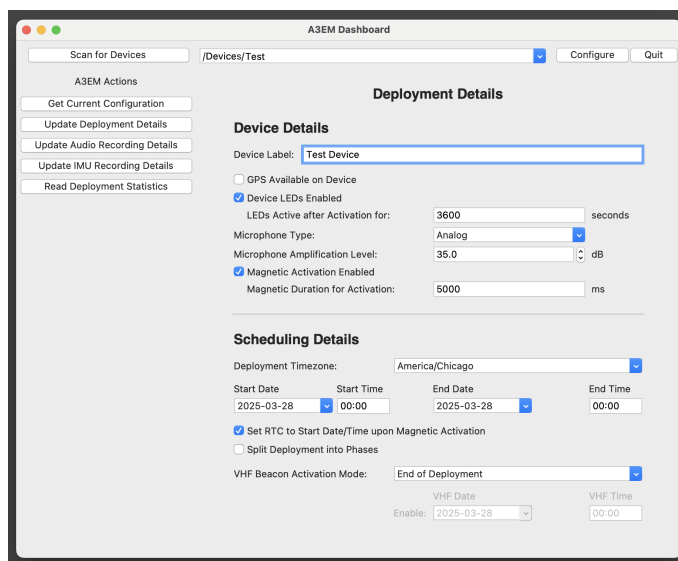 A3EM Dashboard
Scan for Devices
/Devices/Test
Configure
Quit
A3EM Actions
Get Current Configuration
Update Deployment Details
Update Audio Recording Details
Update IMU Recording Details
Read Deployment Statistics
Deployment Details
Device Details
Device Label: Test Device
GPS Available on Device
Device LEDs Enabled
LEDs Active after Activation for: 3600 seconds
Microphone Type: Analog
Microphone Amplification Level: 35.0 dB
Magnetic Activation Enabled
Magnetic Duration for Activation: 5000 ms
Scheduling Details
Deployment Timezone: America/Chicago
Start Date Start Time End Date End Time
2025-03-28 00:00 2025-03-28 00:00
Set RTC to Start Date/Time upon Magnetic Activation
Split Deployment into Phases
VHF Beacon Activation Mode: End of Deployment
VHF Date VHF Time
Enable: 2025-03-28 00:00